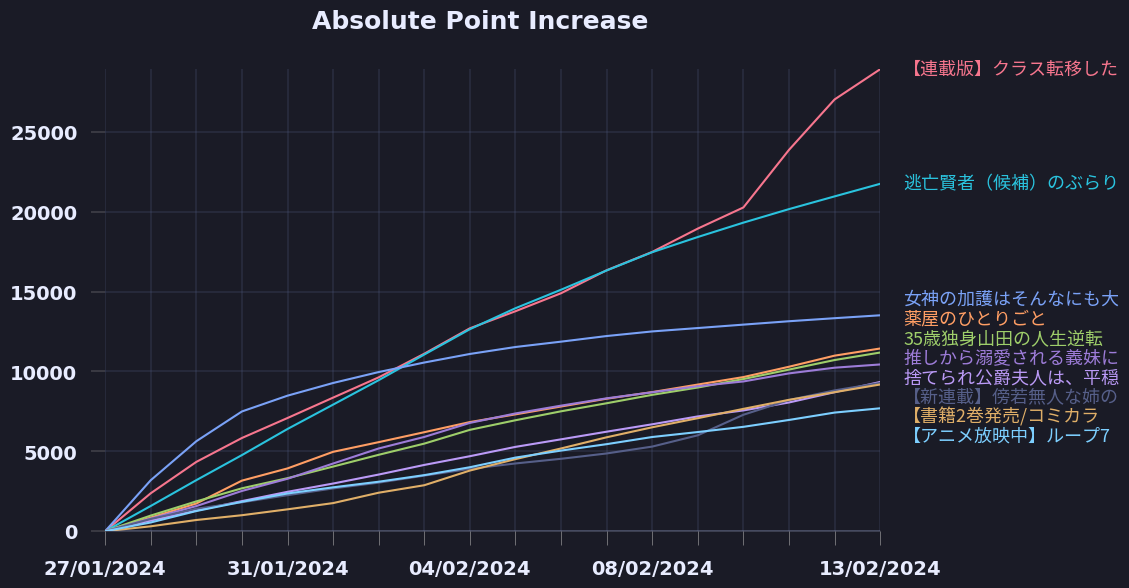 Absolute Point Increase
【連載版】クラス転移した
25000
逃亡賢者（候補）のぶらり
20000
15000
女神の加護はそんなにも大
薬屋のひとりごと
35歳独身山田の人生逆転
推しから溺愛される義妹に
10000
捨てられ公爵夫人は、平穏
【新連載】傍若無人な姉の
【書籍2巻発売/コミカラ
【アニメ放映中】ループ7
5000
0
27/01/2024 31/01/2024 04/02/2024 08/02/2024 13/02/2024